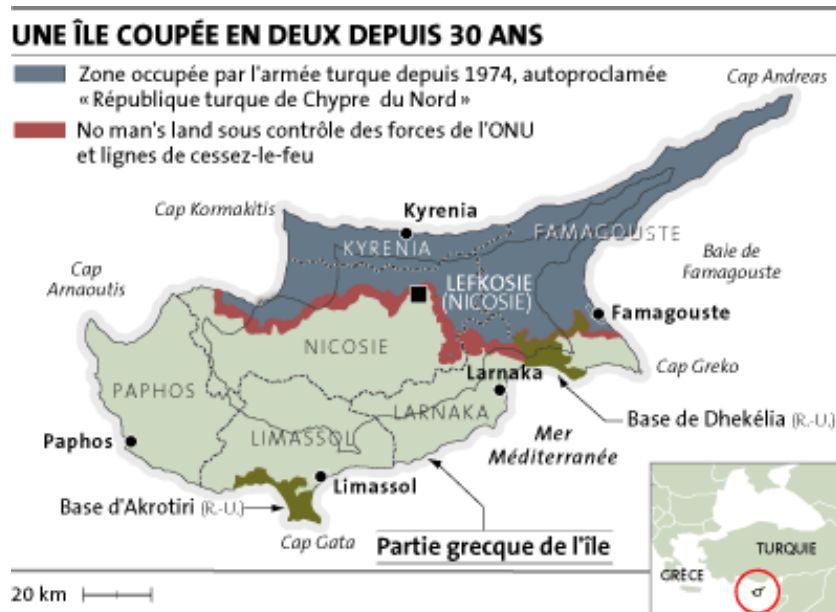 UNE ÎLE COUPÉE EN DEUX DEPUIS 30 ANS
Zone occupée par l'armée turque depuis 1974, autoproclamée
« République turque de Chypre du Nord »
No man's land sous contrôle des forces de l'ONU
et lignes de cessez-le-feu
Cap Andreas
Cap Kormakitis
Kyrenia
KYRENIA
FAMAGOUSTE
Baie de
Famagouste
Cap
Arnaoutis
LEFKOSIE
(NICOSIE)
Famagouste
NICOSIE
Cap Greko
Larnaka
PAPHOS
LARNAKA
Base de Dhekélia (R.-U.)
Paphos
LIMASSOL
Mer
Méditerranée
Limassol
Base d'Akrotiri (R.-U.)
Cap Gata
Partie grecque de l'île
TURQUIE
GRÈCE
20 km